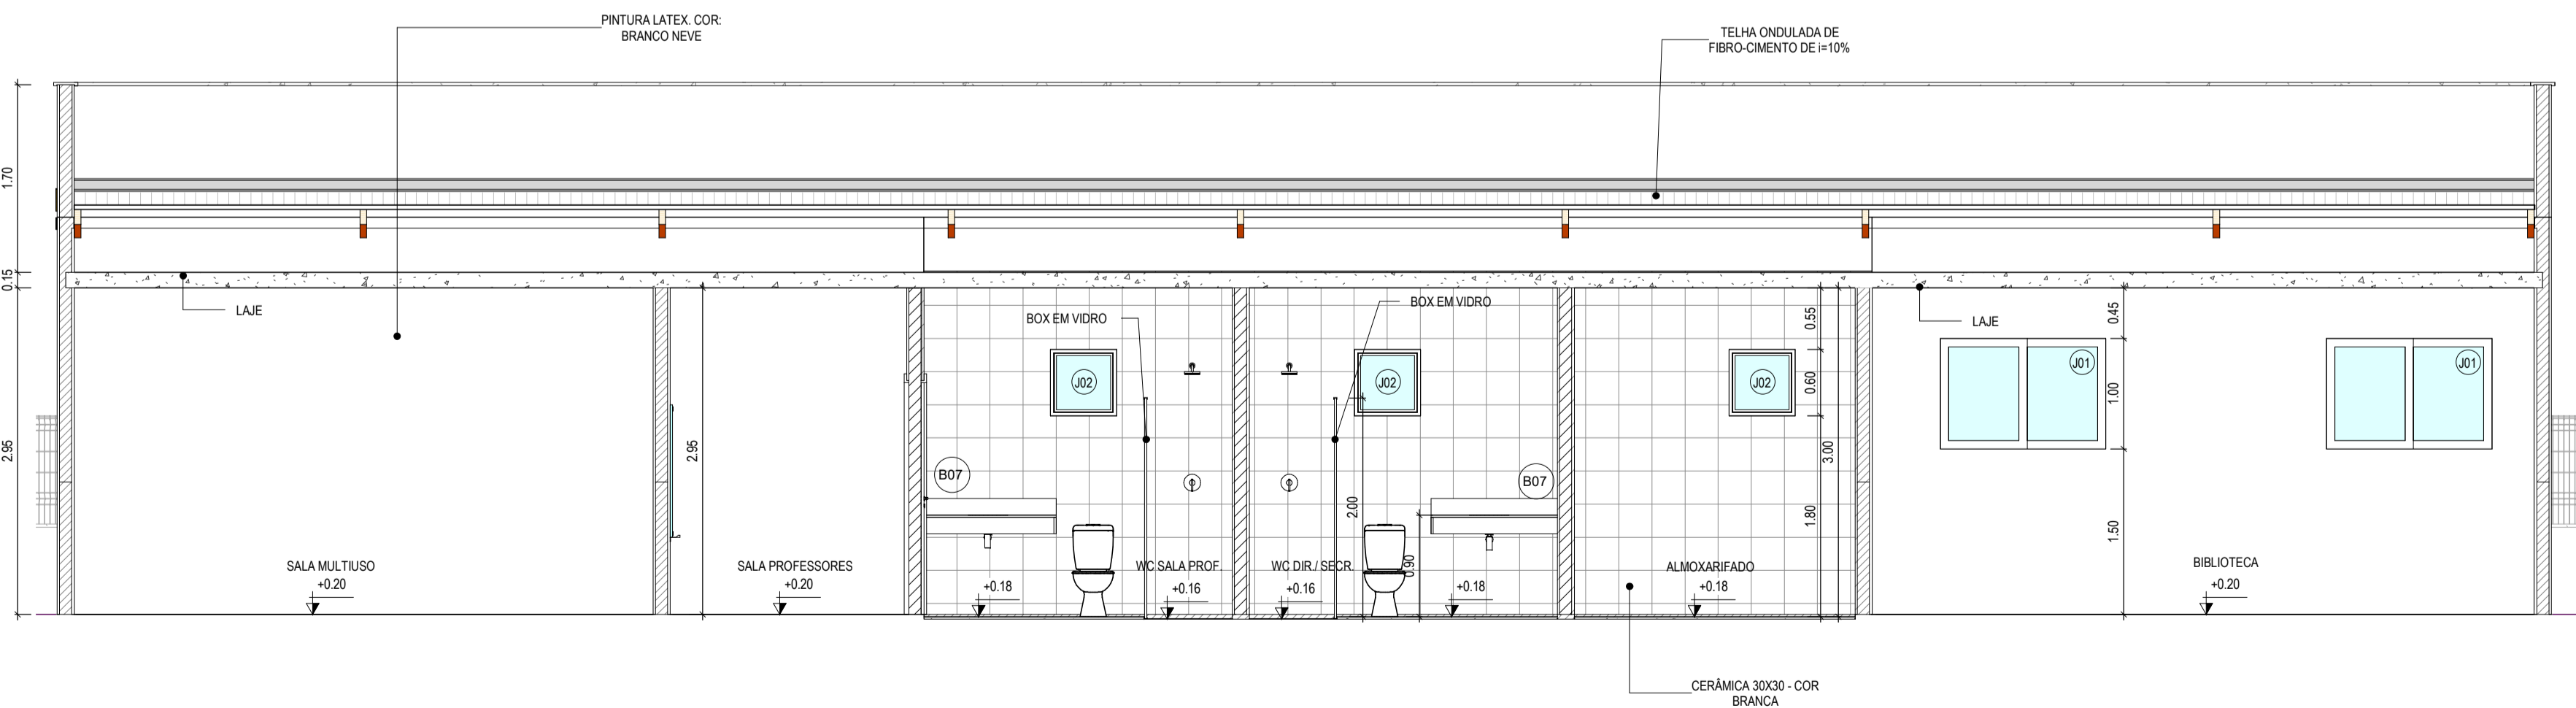 PINTURA LATEX. COR:
BRANCO NEVE
TELHA ONDULADA DE
FIBRO-CIMENTO DE i=10%
1.70
0.15
2.95
LAJE
2.95
BOX EM VIDRO
BOX EM VIDRO
LAJE
J02
J02
J02
J01
J01
B07
B07
0.55
0.60
1.80
3.00
2.00
0.90
0.45
1.00
1.50
SALA MULTIUSO
+0.20
SALA PROFESSORES
+0.20
+0.18
WC SALA PROF.
+0.16
WC DIR./ SECR.
+0.16
+0.18
ALMOXARIFADO
+0.18
BIBLIOTECA
+0.20
CERÂMICA 30X30 - COR
BRANCA